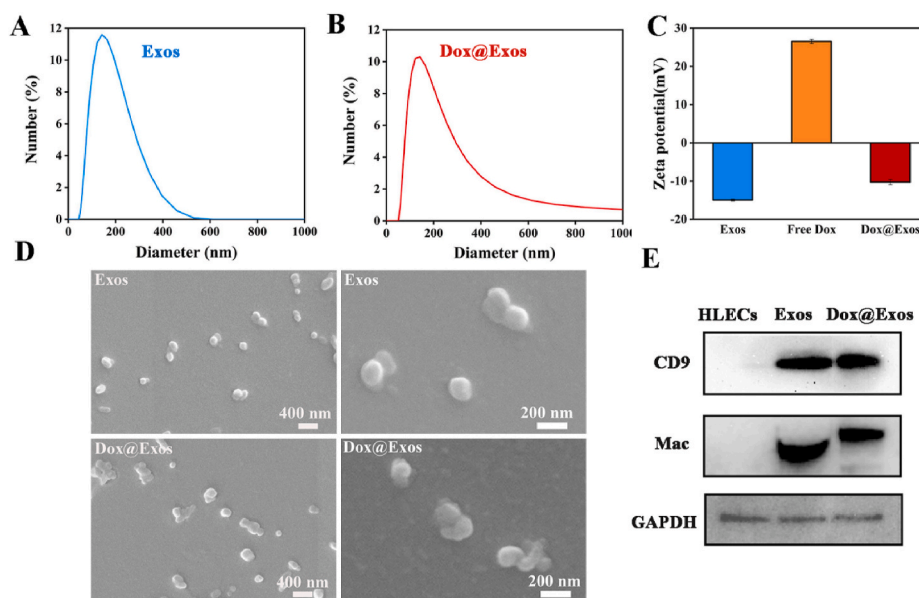 A
Exos
Number (%)
12
10
8
6
4
2
0
0 200 400 600 800 1000
Diameter (nm)
B
Dox@Exos
Number (%)
12
10
8
6
4
2
0
0 200 400 600 800 1000
Diameter (nm)
C
Zeta potential(mV)
30
20
10
0
-10
-20
Exos Free Dox Dox@Exos
D
Exos
400 nm
Exos
200 nm
Dox@Exos
400 nm
Dox@Exos
200 nm
E
HLECs Exos Dox@Exos
CD9
Mac
GAPDH